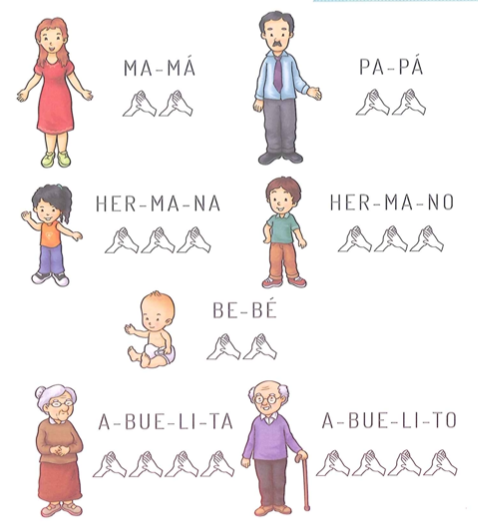 MA-MÁ
PA-PÁ
HER-MA-NA
HER-MA-NO
BE-BÉ
A-BUE-LI-TA
A-BUE-LI-TO